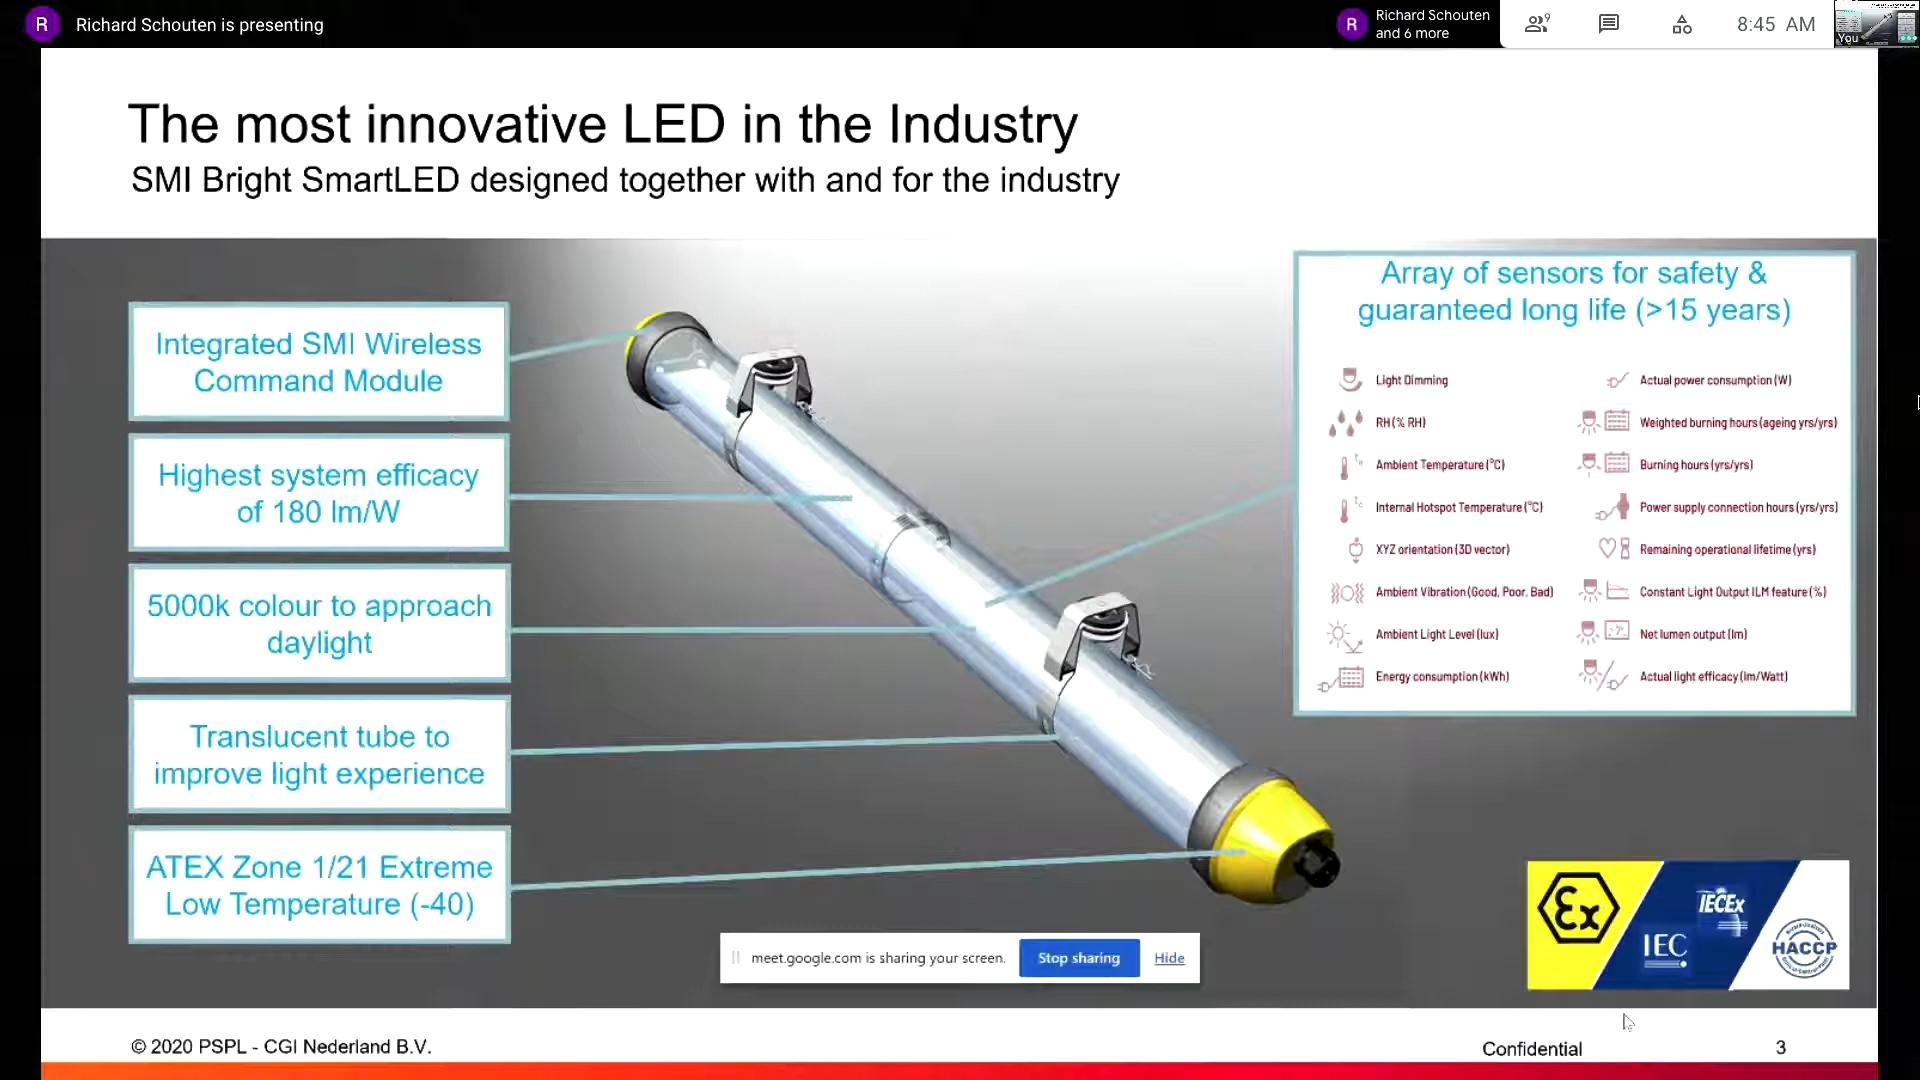 R
Richard Schouten is presenting
R
Richard Schouten
and 6 more
9
8:45 AM
You
The most innovative LED in the Industry
SMI Bright SmartLED designed together with and for the industry
Integrated SMI Wireless
Command Module
Highest system efficacy
of 180 lm/W
5000k colour to approach
daylight
Translucent tube to
improve light experience
ATEX Zone 1/21 Extreme
Low Temperature (-40)
Array of sensors for safety &
guaranteed long life (>15 years)
Light Dimming
RH (% RH)
Ambient Temperature (°C)
Internal Hotspot Temperature (°C)
XYZ orientation (3D vector)
Ambient Vibration (Good, Poor, Bad)
Ambient Light Level (lux)
Energy consumption (kWh)
Actual power consumption (W)
Weighted burning hours (ageing yrs/yrs)
Burning hours (yrs/yrs)
Power supply connection hours (yrs/yrs)
Remaining operational lifetime (yrs)
Constant Light Output ILM feature (%)
Net lumen output (lm)
Actual light efficacy (lm/Watt)
Ex
IECEx
IEC
HACCP
meet.google.com is sharing your screen.
Stop sharing
Hide
© 2020 PSPL - CGI Nederland B.V.
Confidential
3